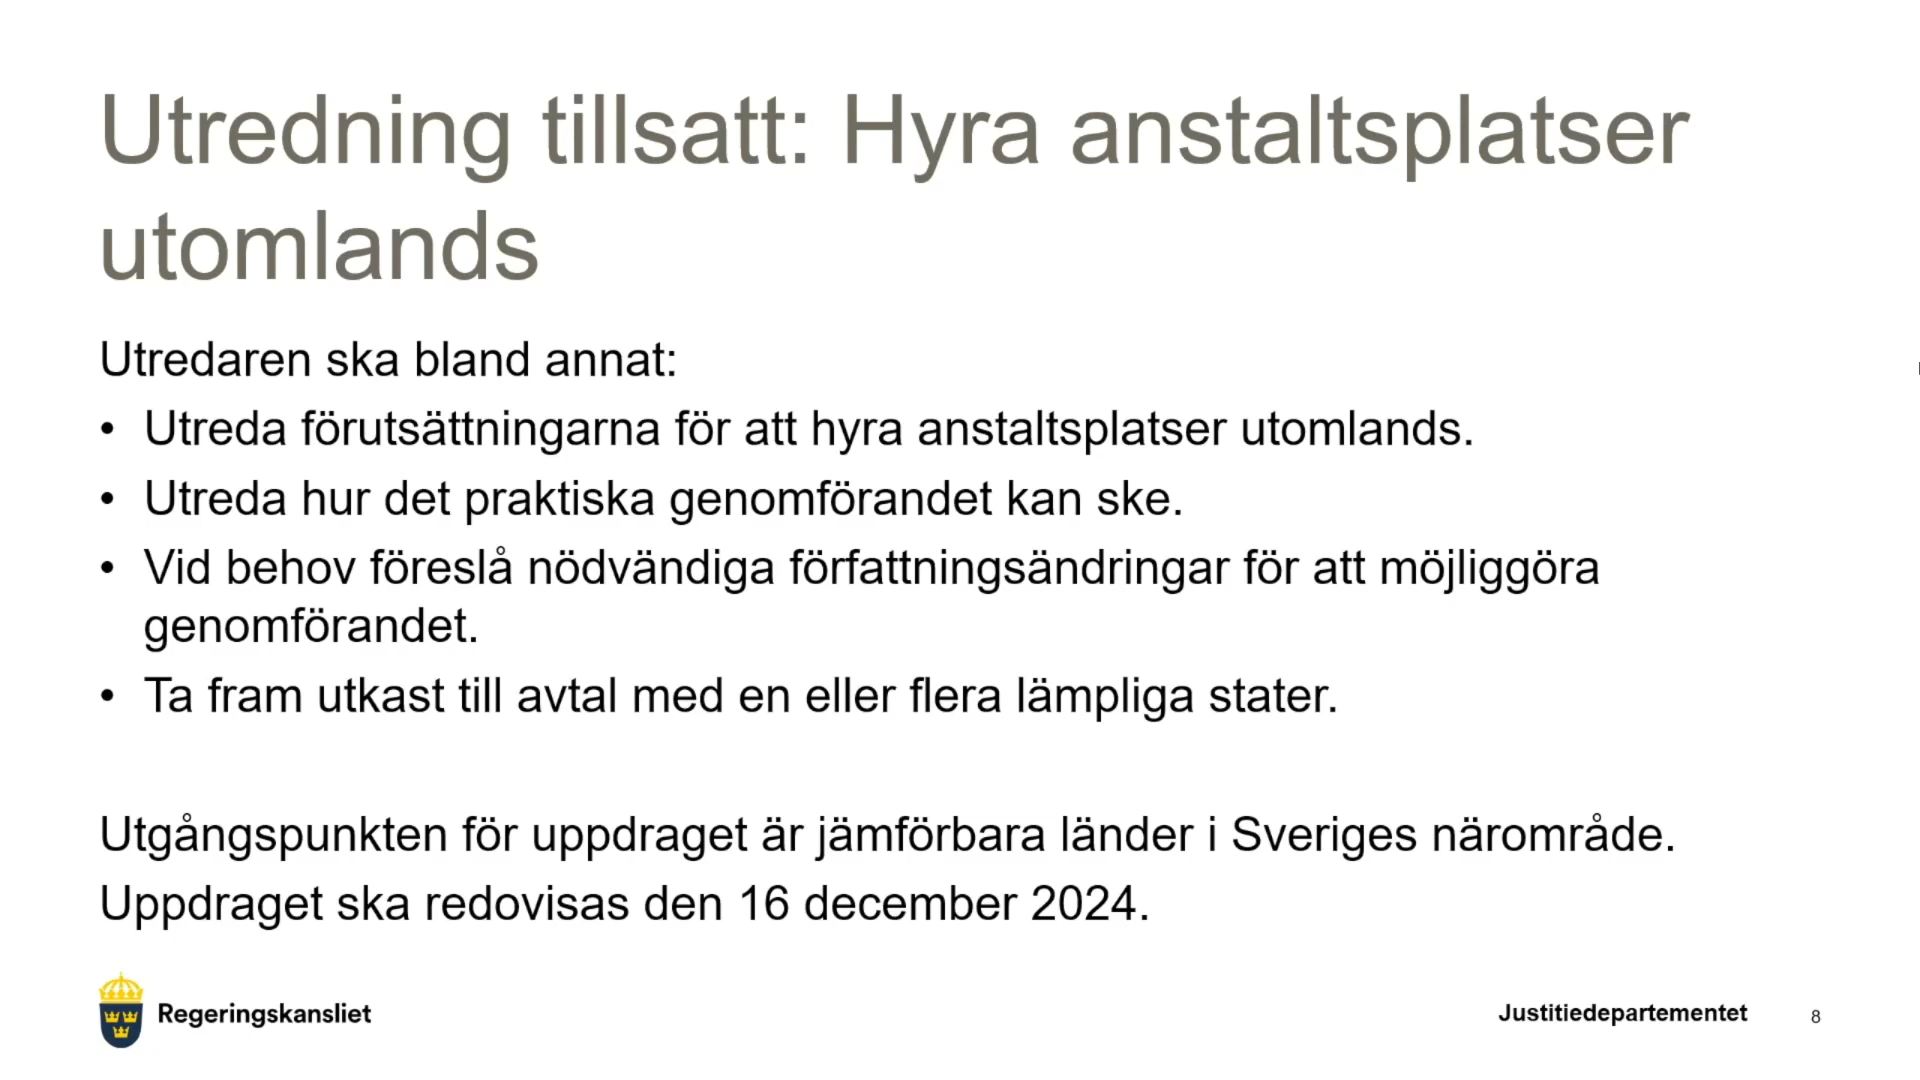 Utredning tillsatt: Hyra anstaltsplatser
utomlands
Utredaren ska bland annat:
• Utreda förutsättningarna för att hyra anstaltsplatser utomlands.
• Utreda hur det praktiska genomförandet kan ske.
• Vid behov föreslå nödvändiga författningsändringar för att möjliggöra
genomförandet.
• Ta fram utkast till avtal med en eller flera lämpliga stater.
Utgångspunkten för uppdraget är jämförbara länder i Sveriges närområde.
Uppdraget ska redovisas den 16 december 2024.
Regeringskansliet
Justitiedepartementet 8